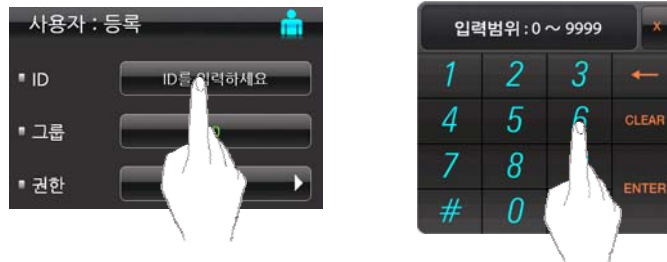 사용자 : 등록
ID
ID를 입력하세요
그룹
권한
입력범위 : 0 ~ 9999
x
1 2 3 ←
4 5 6 CLEAR
7 8
# 0 ENTER